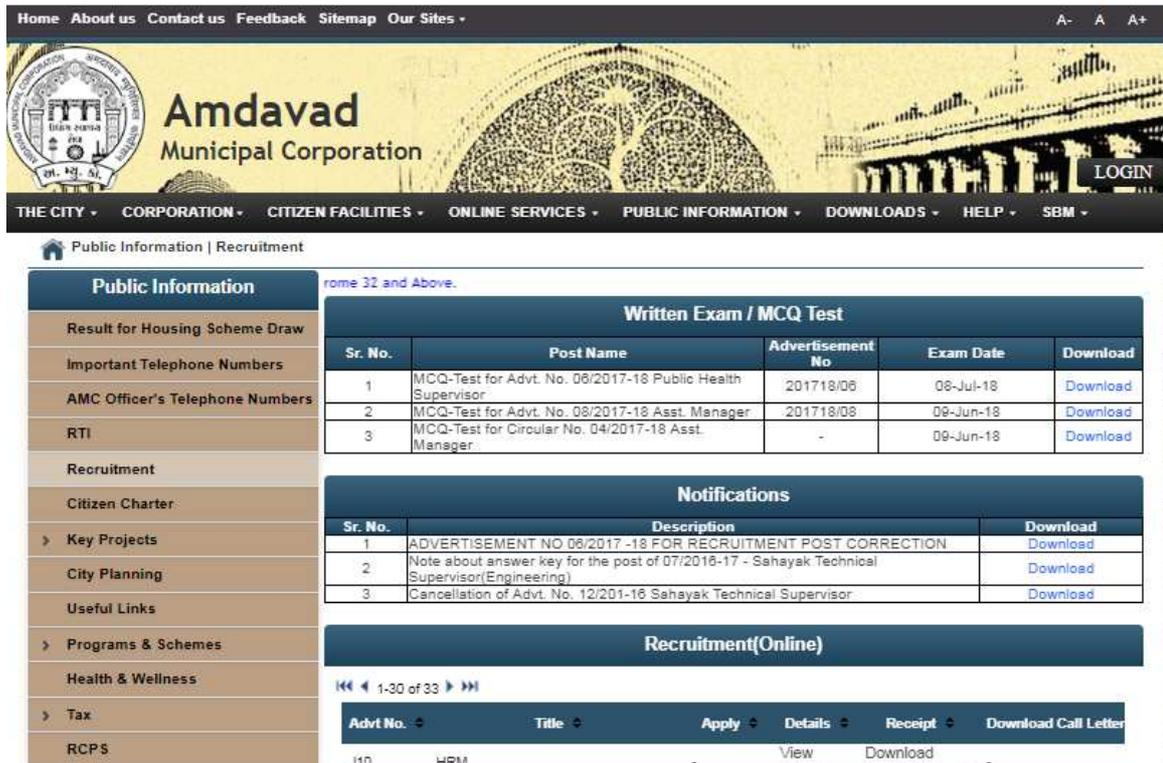 Home About us Contact us Feedback Sitemap Our Sites
A- A A+
Amdavad
Municipal Corporation
LOGIN
THE CITY CORPORATION CITIZEN FACILITIES ONLINE SERVICES PUBLIC INFORMATION DOWNLOADS HELP SBM
Public Information | Recruitment
Public Information
Result for Housing Scheme Draw
Important Telephone Numbers
AMC Officer's Telephone Numbers
RTI
Recruitment
Citizen Charter
Key Projects
City Planning
Useful Links
Programs & Schemes
Health & Wellness
Tax
RCPS
rome 32 and Above.
Written Exam / MCQ Test
Sr. No. Post Name Advertisement No Exam Date Download
1 MCQ-Test for Advt. No. 06/2017-18 Public Health Supervisor 201718/06 08-Jul-18 Download
2 MCQ-Test for Advt. No. 08/2017-18 Asst. Manager 201718/08 09-Jun-18 Download
3 MCQ-Test for Circular No. 04/2017-18 Asst. Manager - 09-Jun-18 Download
Notifications
Sr. No. Description Download
1 ADVERTISEMENT NO 06/2017 -18 FOR RECRUITMENT POST CORRECTION Download
2 Note about answer key for the post of 07/2016-17 - Sahayak Technical Supervisor(Engineering) Download
3 Cancellation of Advt. No. 12/201-16 Sahayak Technical Supervisor Download
Recruitment(Online)
1-30 of 33
Advt No. Title Apply Details Receipt Download Call Letter
View Download
HRM